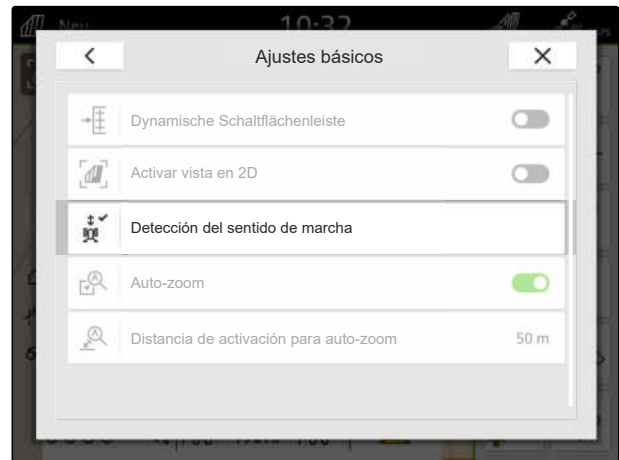 Neu 10:32
Ajustes básicos
Dynamische Schaltflächenleiste
Activar vista en 2D
Detección del sentido de marcha
Auto-zoom
Distancia de activación para auto-zoom 50 m